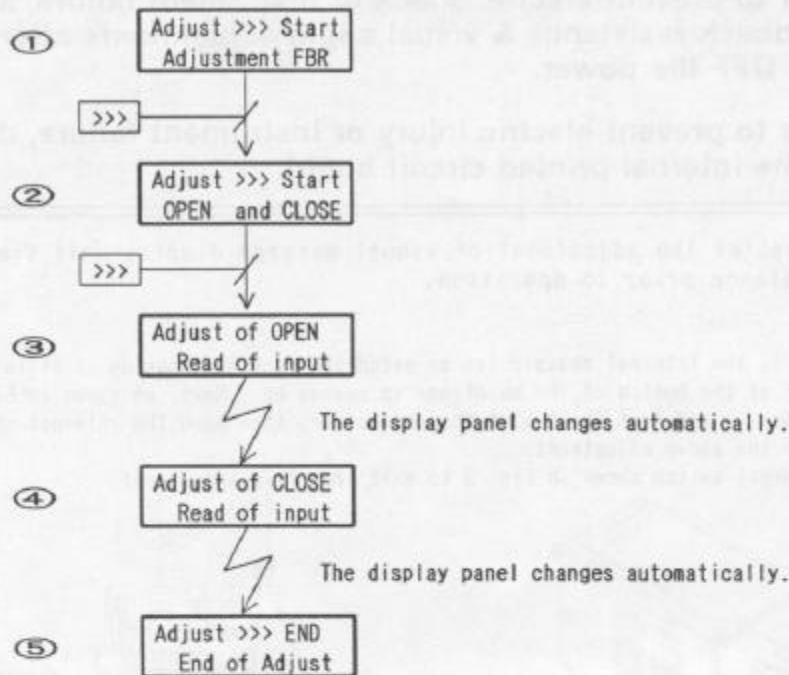 ①
Adjust >>> Start
Adjustment FBR
>>>
②
Adjust >>> Start
OPEN and CLOSE
>>>
③
Adjust of OPEN
Read of input
The display panel changes automatically.
④
Adjust of CLOSE
Read of input
The display panel changes automatically.
⑤
Adjust >>> END
End of Adjust